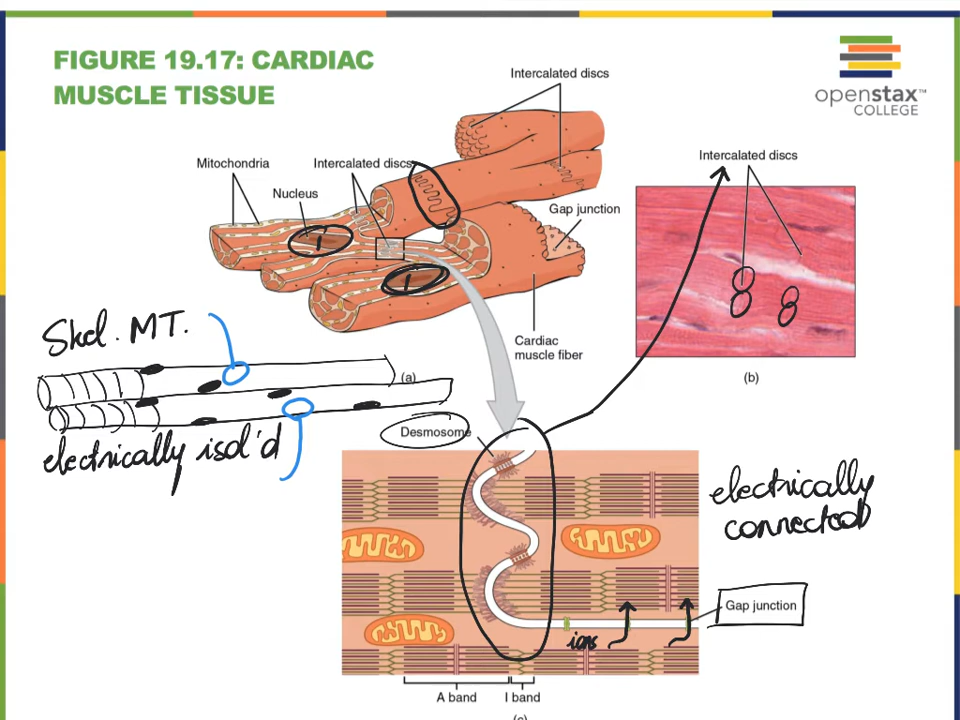 FIGURE 19.17: CARDIAC
MUSCLE TISSUE
openstax™
COLLEGE
Intercalated discs
Mitochondria
Intercalated discs
Nucleus
Gap junction
Intercalated discs
Cardiac
muscle fiber
(a)
(b)
Skel. MT.
electrically isol'd
Desmosome
electrically
connected
Gap junction
ions
A band
I band
(c)